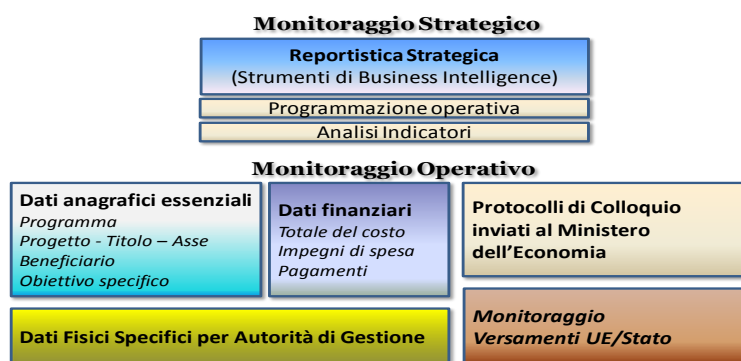 Monitoraggio Strategico
Reportistica Strategica
(Strumenti di Business Intelligence)
Programmazione operativa
Analisi Indicatori
Monitoraggio Operativo
Dati anagrafici essenziali
Programma
Progetto - Titolo – Asse
Beneficiario
Obiettivo specifico
Dati finanziari
Totale del costo
Impegni di spesa
Pagamenti
Protocolli di Colloquio
inviati al Ministero
dell’Economia
Dati Fisici Specifici per Autorità di Gestione
Monitoraggio
Versamenti UE/Stato